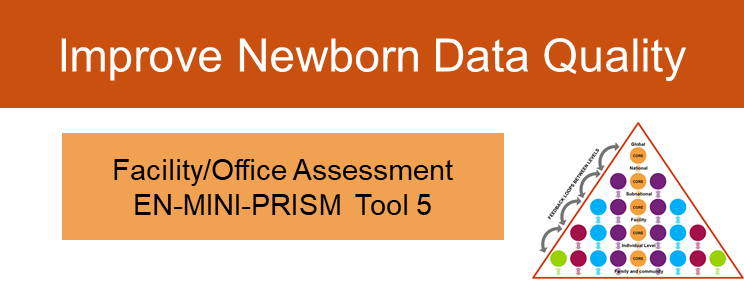 Improve Newborn Data Quality
Facility/Office Assessment
EN-MINI-PRISM Tool 5
FEEDBACK LOOPS BETWEEN LEVELS
Global
CORE
National
CORE
Subnational
CORE
Facility
CORE
Individual Level
CORE
Family and community